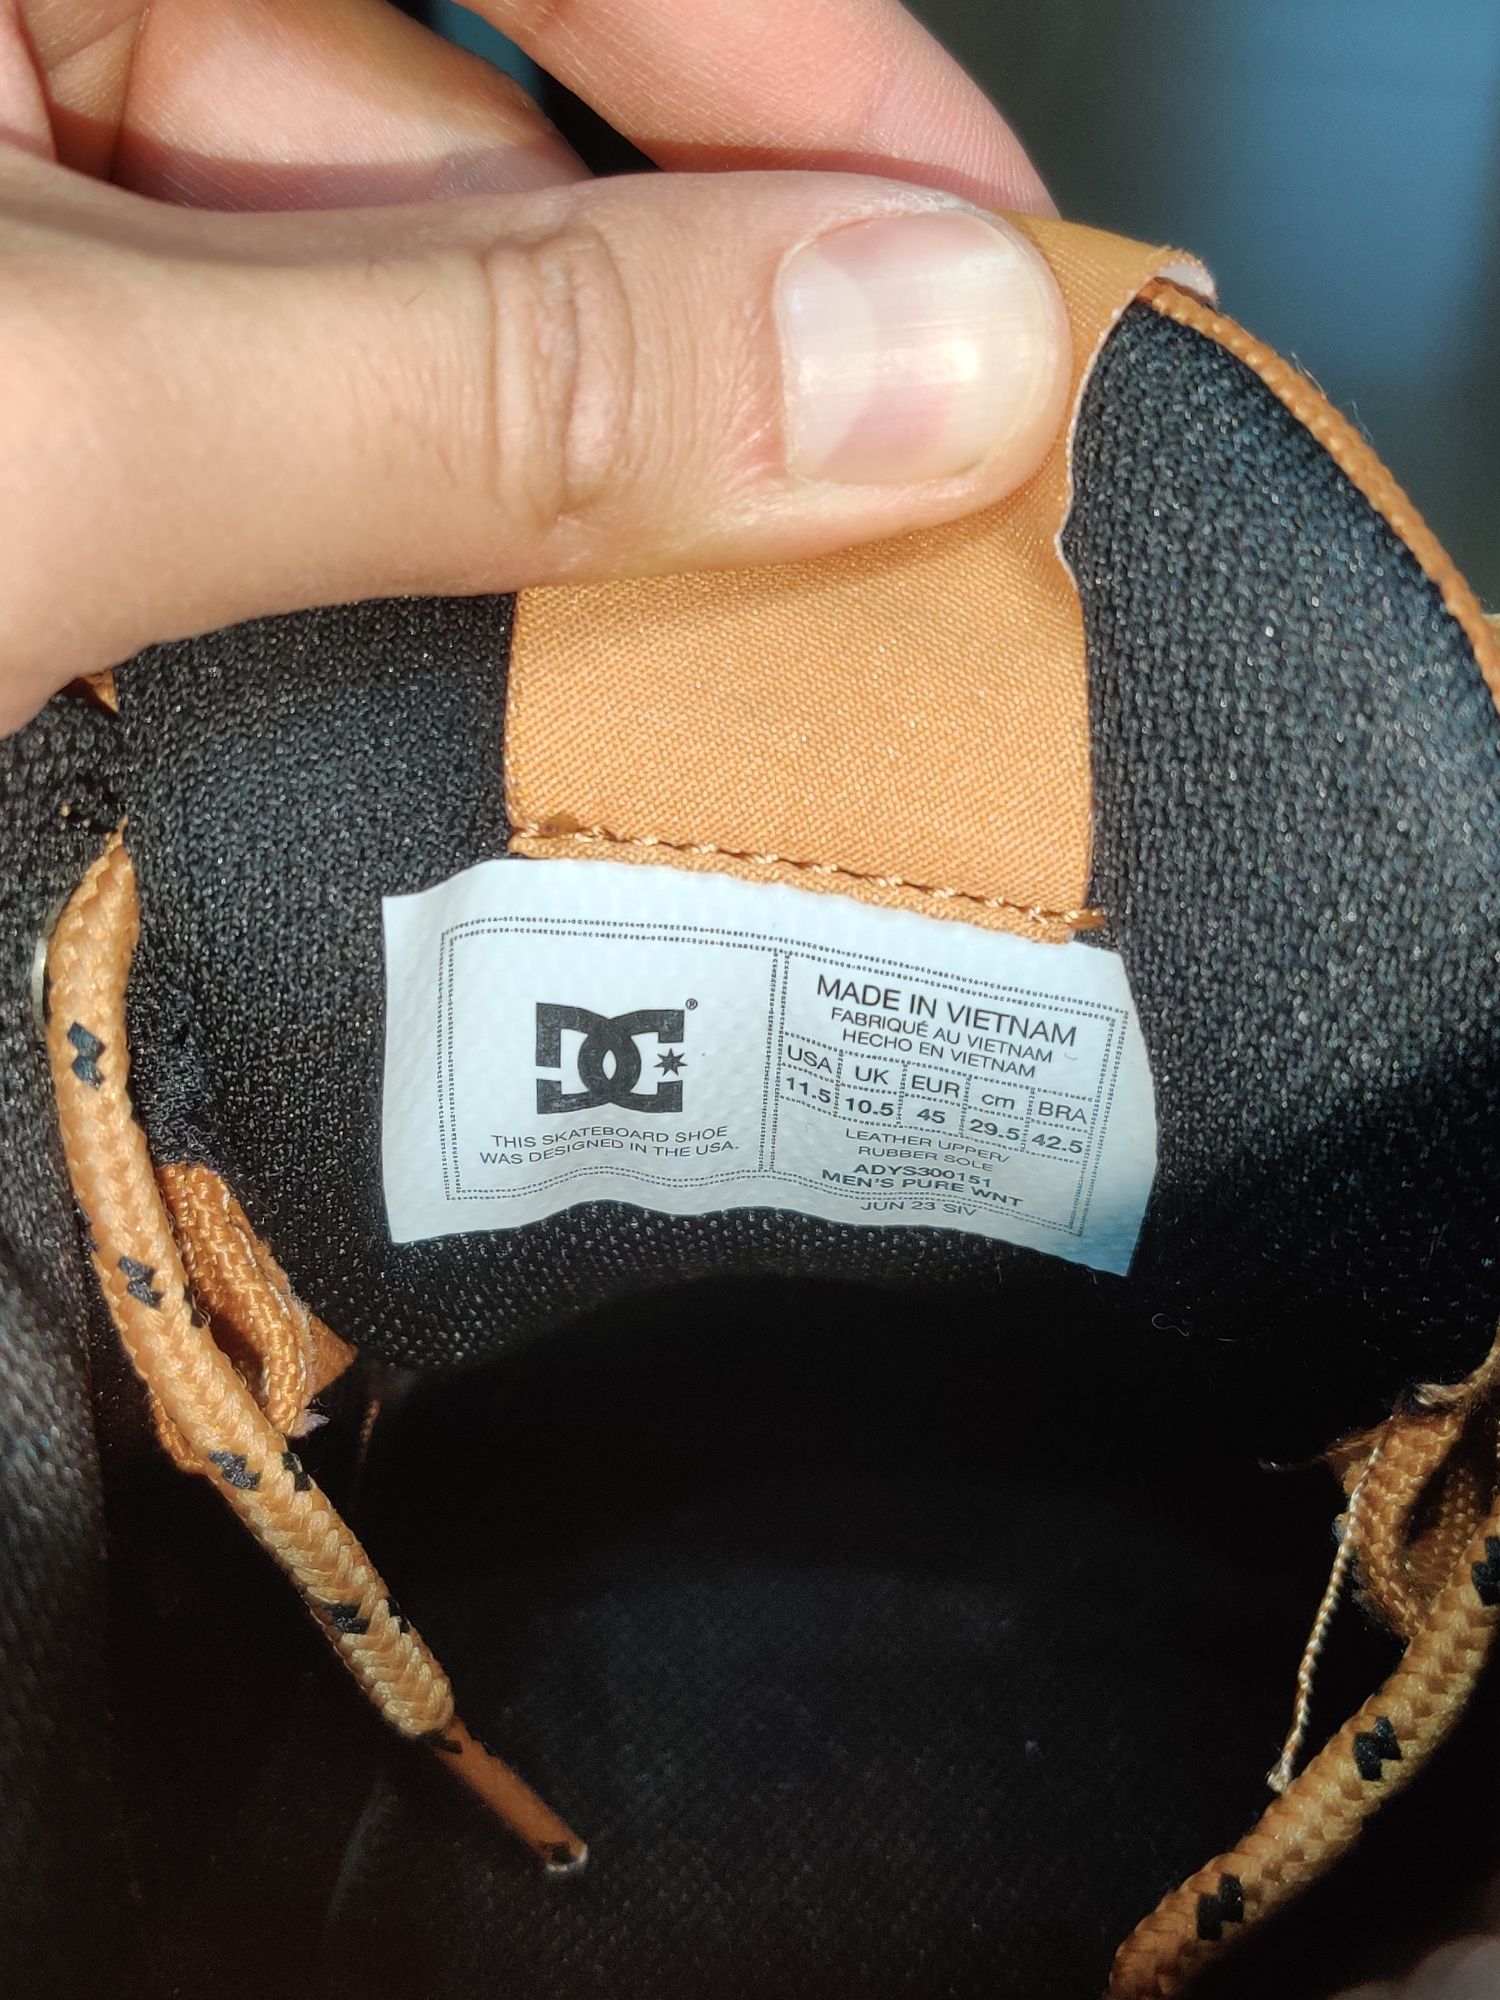 DC®
THIS SKATEBOARD SHOE
WAS DESIGNED IN THE USA.
MADE IN VIETNAM
FABRIQUÉ AU VIETNAM
HECHO EN VIETNAM
USA UK EUR cm BRA
11.5 10.5 45 29.5 42.5
LEATHER UPPER/
RUBBER SOLE
ADYS300151
MEN'S PURE WNT
JUN 23 SIV